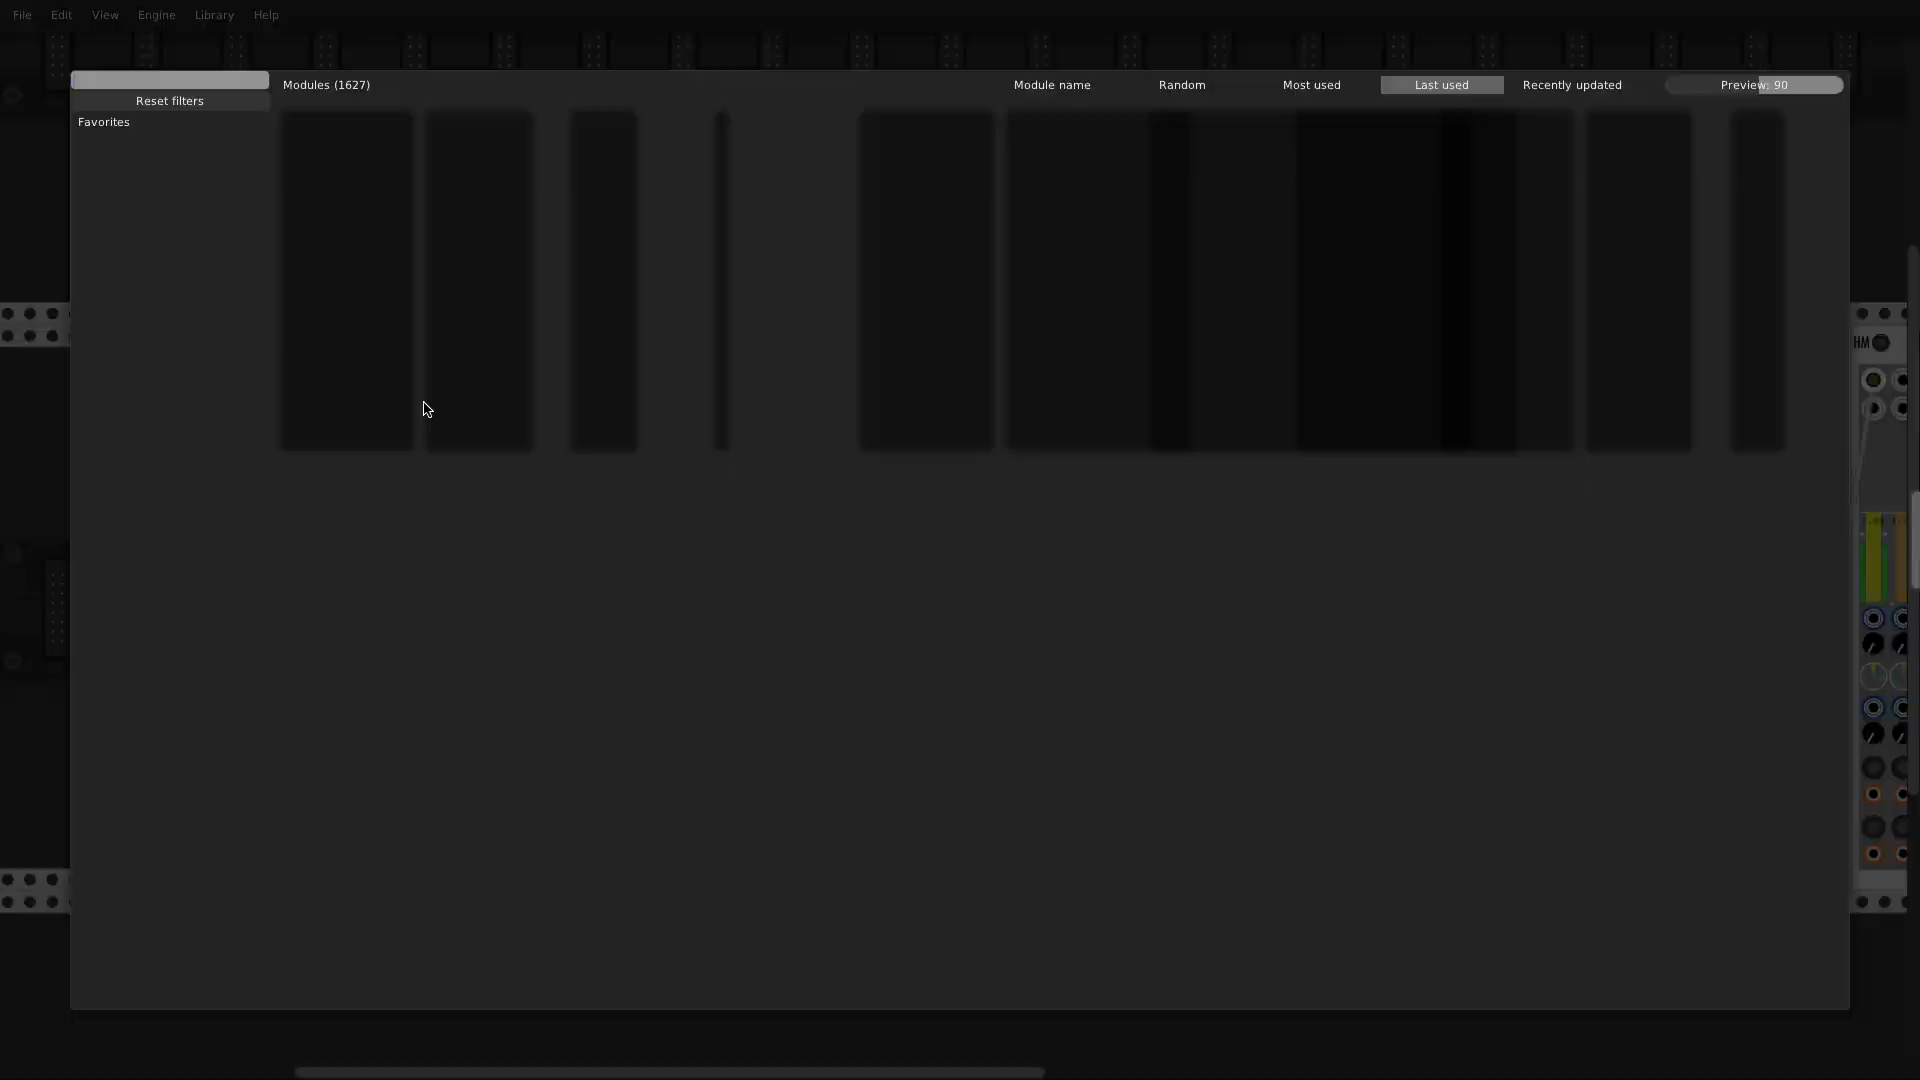 File Edit View Engine Library Help
Modules (1627) Module name Random Most used Last used Recently updated Preview: 90
Reset filters
Favorites
HM